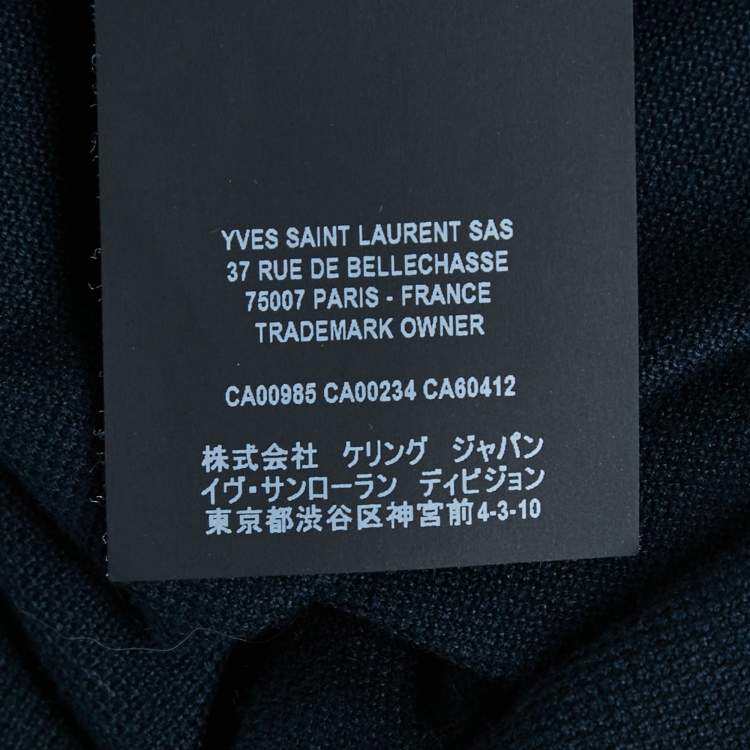 YVES SAINT LAURENT SAS
37 RUE DE BELLECHASSE
75007 PARIS - FRANCE
TRADEMARK OWNER
CA00985 CA00234 CA60412
株式会社 ケリング ジャパン
イヴ・サンローラン ディビジョン
東京都渋谷区神宮前4-3-10